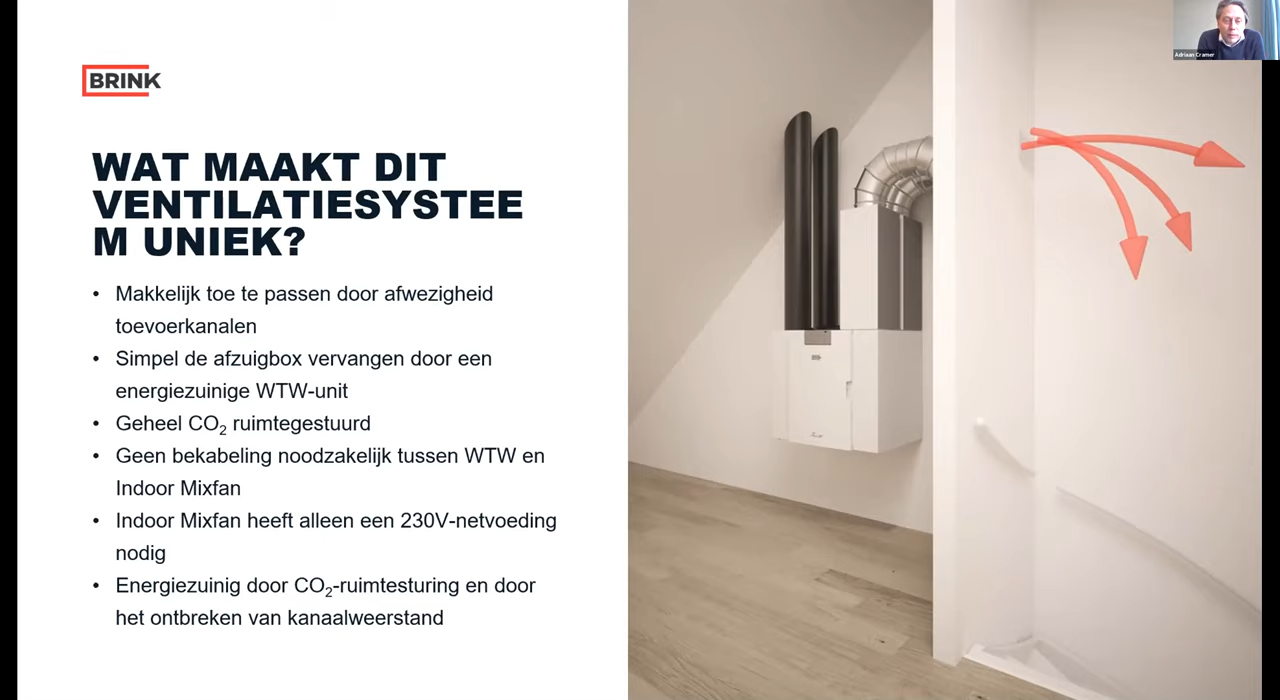 BRINK
WAT MAAKT DIT
VENTILATIESYSTEE
M UNIEK?
• Makkelijk toe te passen door afwezigheid
toevoerkanalen
• Simpel de afzuigbox vervangen door een
energiezuinige WTW-unit
• Geheel CO₂ ruimtegestuurd
• Geen bekabeling noodzakelijk tussen WTW en
Indoor Mixfan
• Indoor Mixfan heeft alleen een 230V-netvoeding
nodig
• Energiezuinig door CO₂-ruimtesturing en door
het ontbreken van kanaalweerstand
Adriaan Cramer